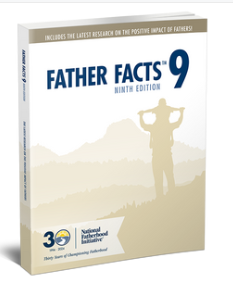 INCLUDES THE LATEST RESEARCH ON THE POSITIVE IMPACT OF FATHERS!
FATHER FACTS™ 9
NINTH EDITION
FATHER FACTS 9
30
National
Fatherhood
Initiative®
Thirty Years of Championing Fatherhood!